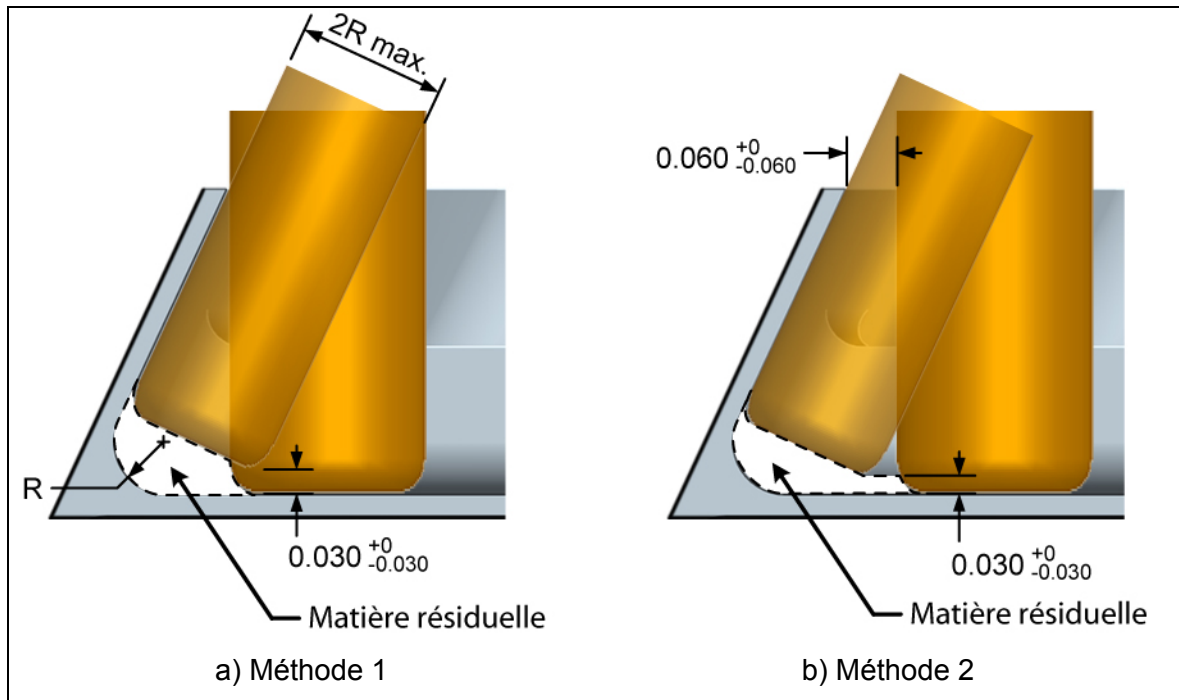 2R max.
R
0.030 +0 -0.030
Matière résiduelle
a) Méthode 1
0.060 +0 -0.060
0.030 +0 -0.030
Matière résiduelle
b) Méthode 2